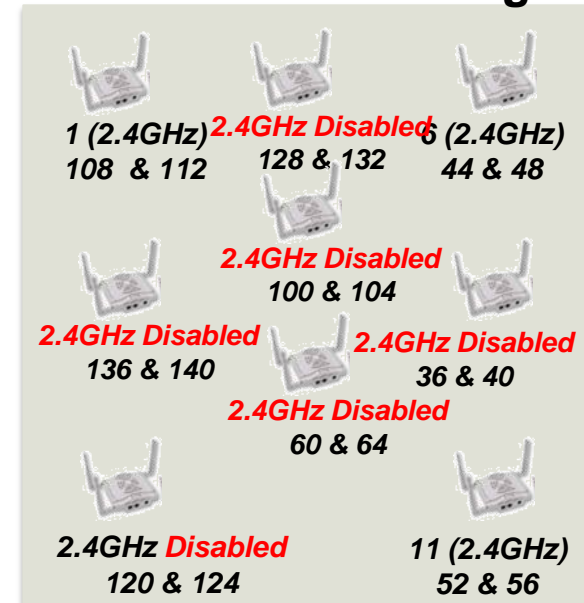 1 (2.4GHz)
108 & 112
2.4GHz Disabled
128 & 132
6 (2.4GHz)
44 & 48
2.4GHz Disabled
100 & 104
2.4GHz Disabled
136 & 140
2.4GHz Disabled
36 & 40
2.4GHz Disabled
60 & 64
2.4GHz Disabled
120 & 124
11 (2.4GHz)
52 & 56